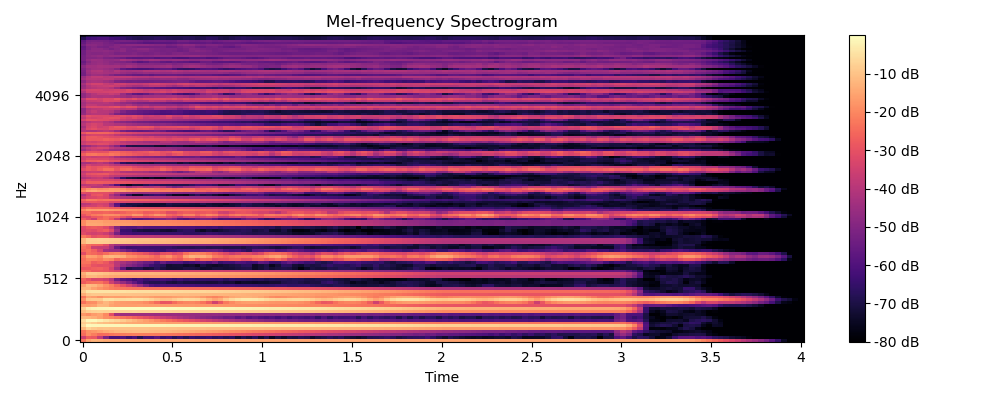 Mel-frequency Spectrogram
Hz
4096
2048
1024
512
0
0
0.5
1
1.5
2
2.5
3
3.5
4
Time
-10 dB
-20 dB
-30 dB
-40 dB
-50 dB
-60 dB
-70 dB
-80 dB